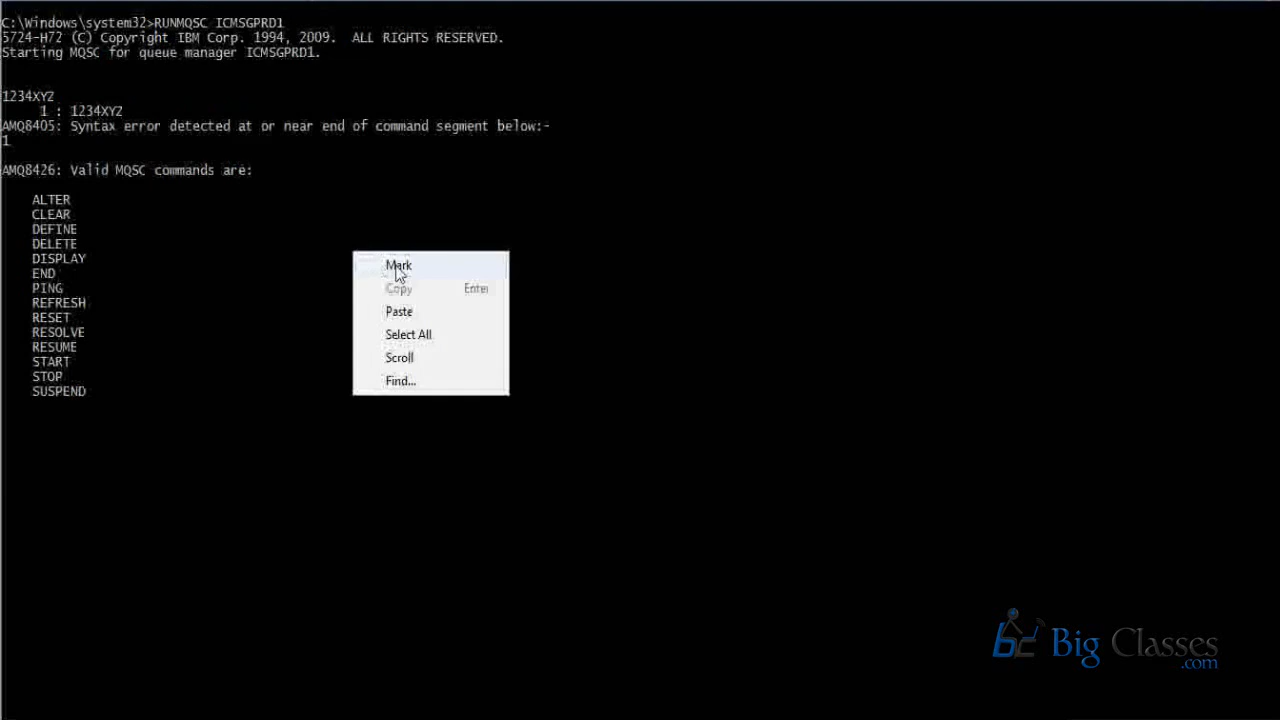 C:\Windows\system32>RUNMQSC ICMSGPRD1
5724-H72 (C) Copyright IBM Corp. 1994, 2009.  ALL RIGHTS RESERVED.
Starting MQSC for queue manager ICMSGPRD1.
1234XYZ
1 : 1234XYZ
AMQ8405: Syntax error detected at or near end of command segment below:-
1
AMQ8426: Valid MQSC commands are:
ALTER
CLEAR
DEFINE
DELETE
DISPLAY
END
PING
REFRESH
RESET
RESOLVE
RESUME
START
STOP
SUSPEND
Mark
Copy Enter
Paste
Select All
Scroll
Find...
bc Big Classes
.com